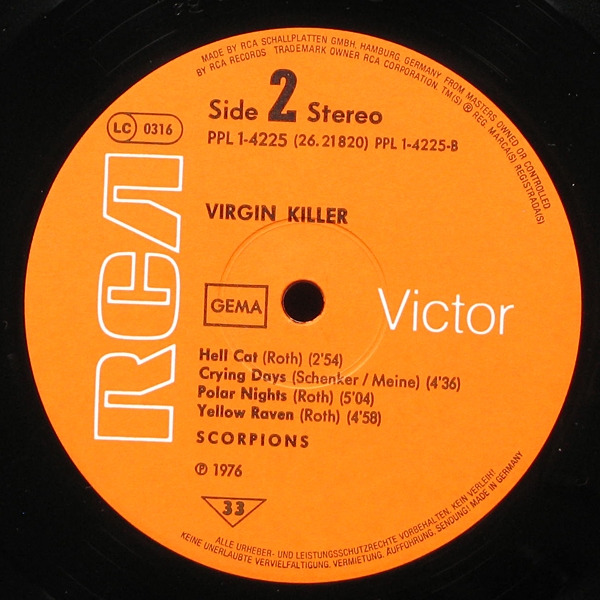 MADE BY RCA SCHALLPLATTEN GMBH, HAMBURG, GERMANY FROM MASTERS OWNED OR CONTROLLED
BY RCA RECORDS TRADEMARK OWNER RCA CORPORATION. TM(S) ® REG. MARCA(S) REGISTRADA(S)
Side 2 Stereo
LC 0316
PPL 1-4225 (26.21820) PPL 1-4225-B
RCA
VIRGIN KILLER
GEMA
Victor
Hell Cat (Roth) (2'54)
Crying Days (Schenker / Meine) (4'36)
Polar Nights (Roth) (5'04)
Yellow Raven (Roth) (4'58)
SCORPIONS
℗ 1976
33
ALLE URHEBER- UND LEISTUNGSSCHUTZRECHTE VORBEHALTEN. KEIN VERLEIH!
KEINE UNERLAUBTE VERVIELFÄLTIGUNG, VERMIETUNG, AUFFÜHRUNG, SENDUNG! MADE IN GERMANY